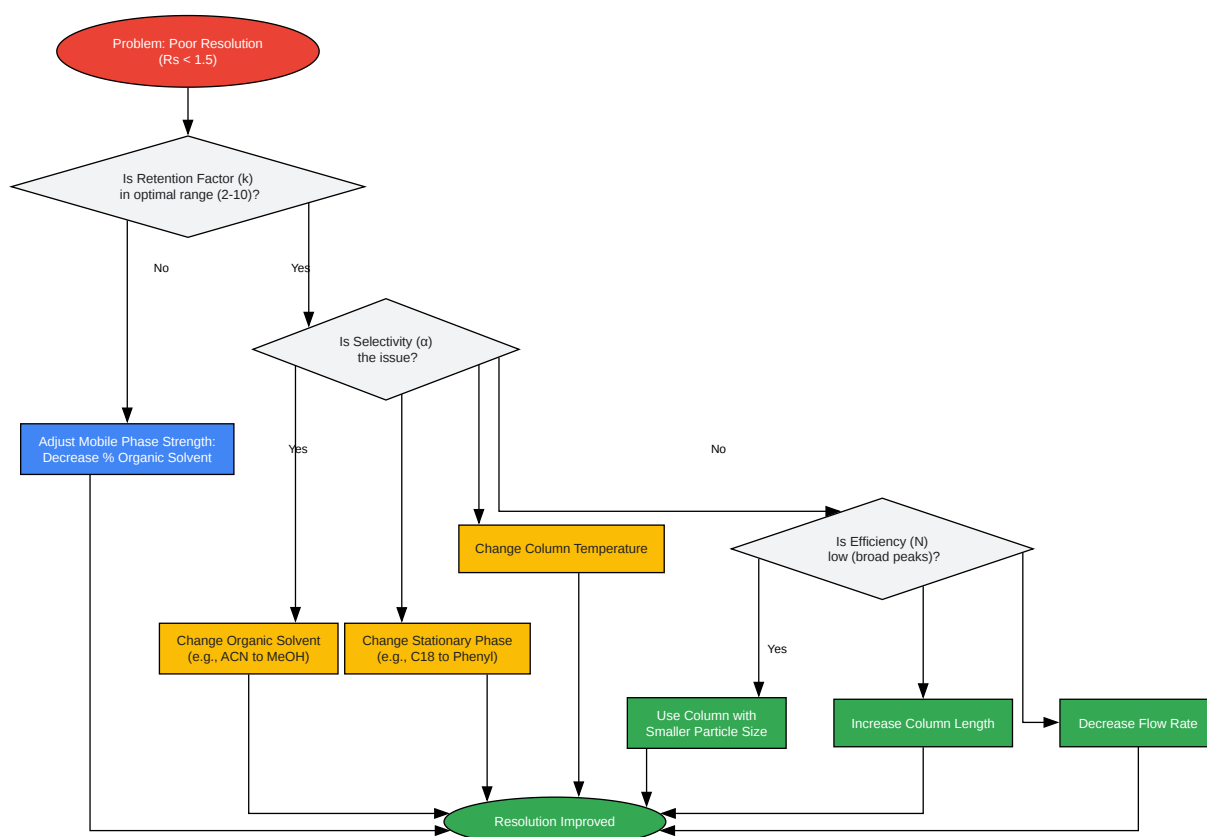 Problem: Poor Resolution
(Rs < 1.5)
Is Retention Factor (k)
in optimal range (2-10)?
No
Yes
Is Selectivity (α)
the issue?
Adjust Mobile Phase Strength:
Decrease % Organic Solvent
Yes
No
Change Column Temperature
Is Efficiency (N)
low (broad peaks)?
Change Organic Solvent
(e.g., ACN to MeOH)
Change Stationary Phase
(e.g., C18 to Phenyl)
Yes
Use Column with
Smaller Particle Size
Increase Column Length
Decrease Flow Rate
Resolution Improved